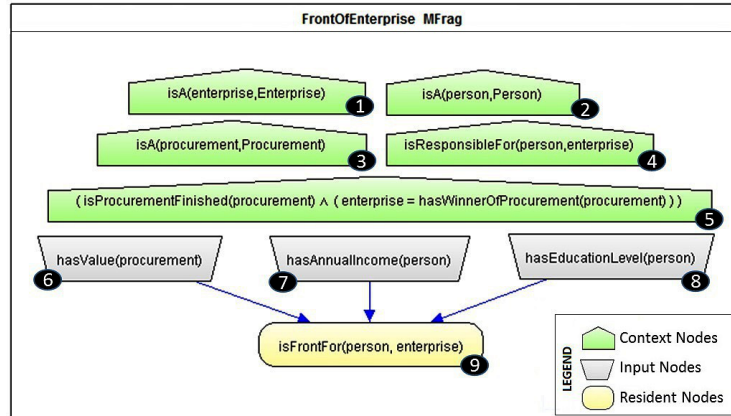 FrontOfEnterprise MFrag
isA(enterprise,Enterprise)
1
isA(person,Person)
2
isA(procurement,Procurement)
3
isResponsibleFor(person,enterprise)
4
( isProcurementFinished(procurement) ∧ ( enterprise = hasWinnerOfProcurement(procurement) ) )
5
hasValue(procurement)
6
hasAnnualIncome(person)
7
hasEducationLevel(person)
8
isFrontFor(person, enterprise)
9
LEGEND
Context Nodes
Input Nodes
Resident Nodes